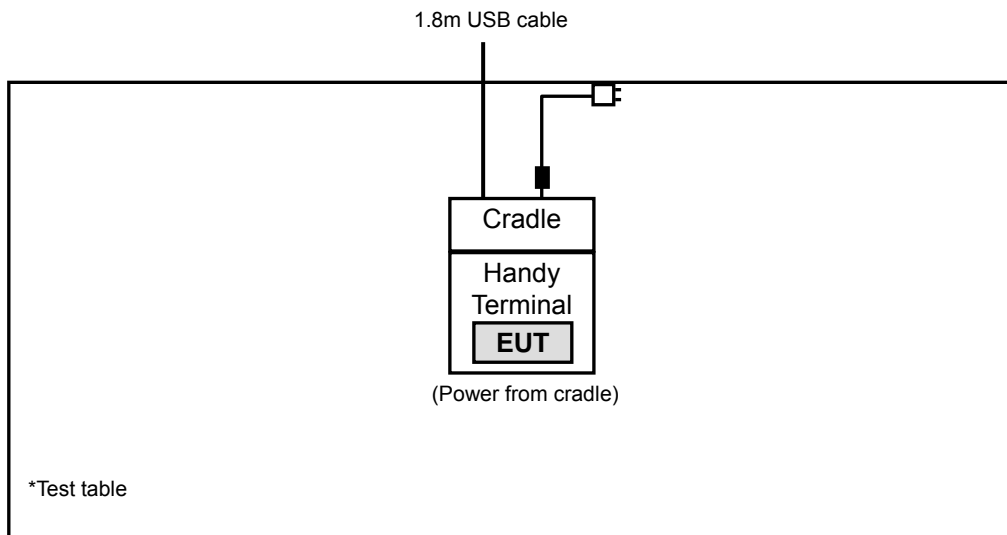 1.8m USB cable
Cradle
Handy
Terminal
EUT
(Power from cradle)
*Test table